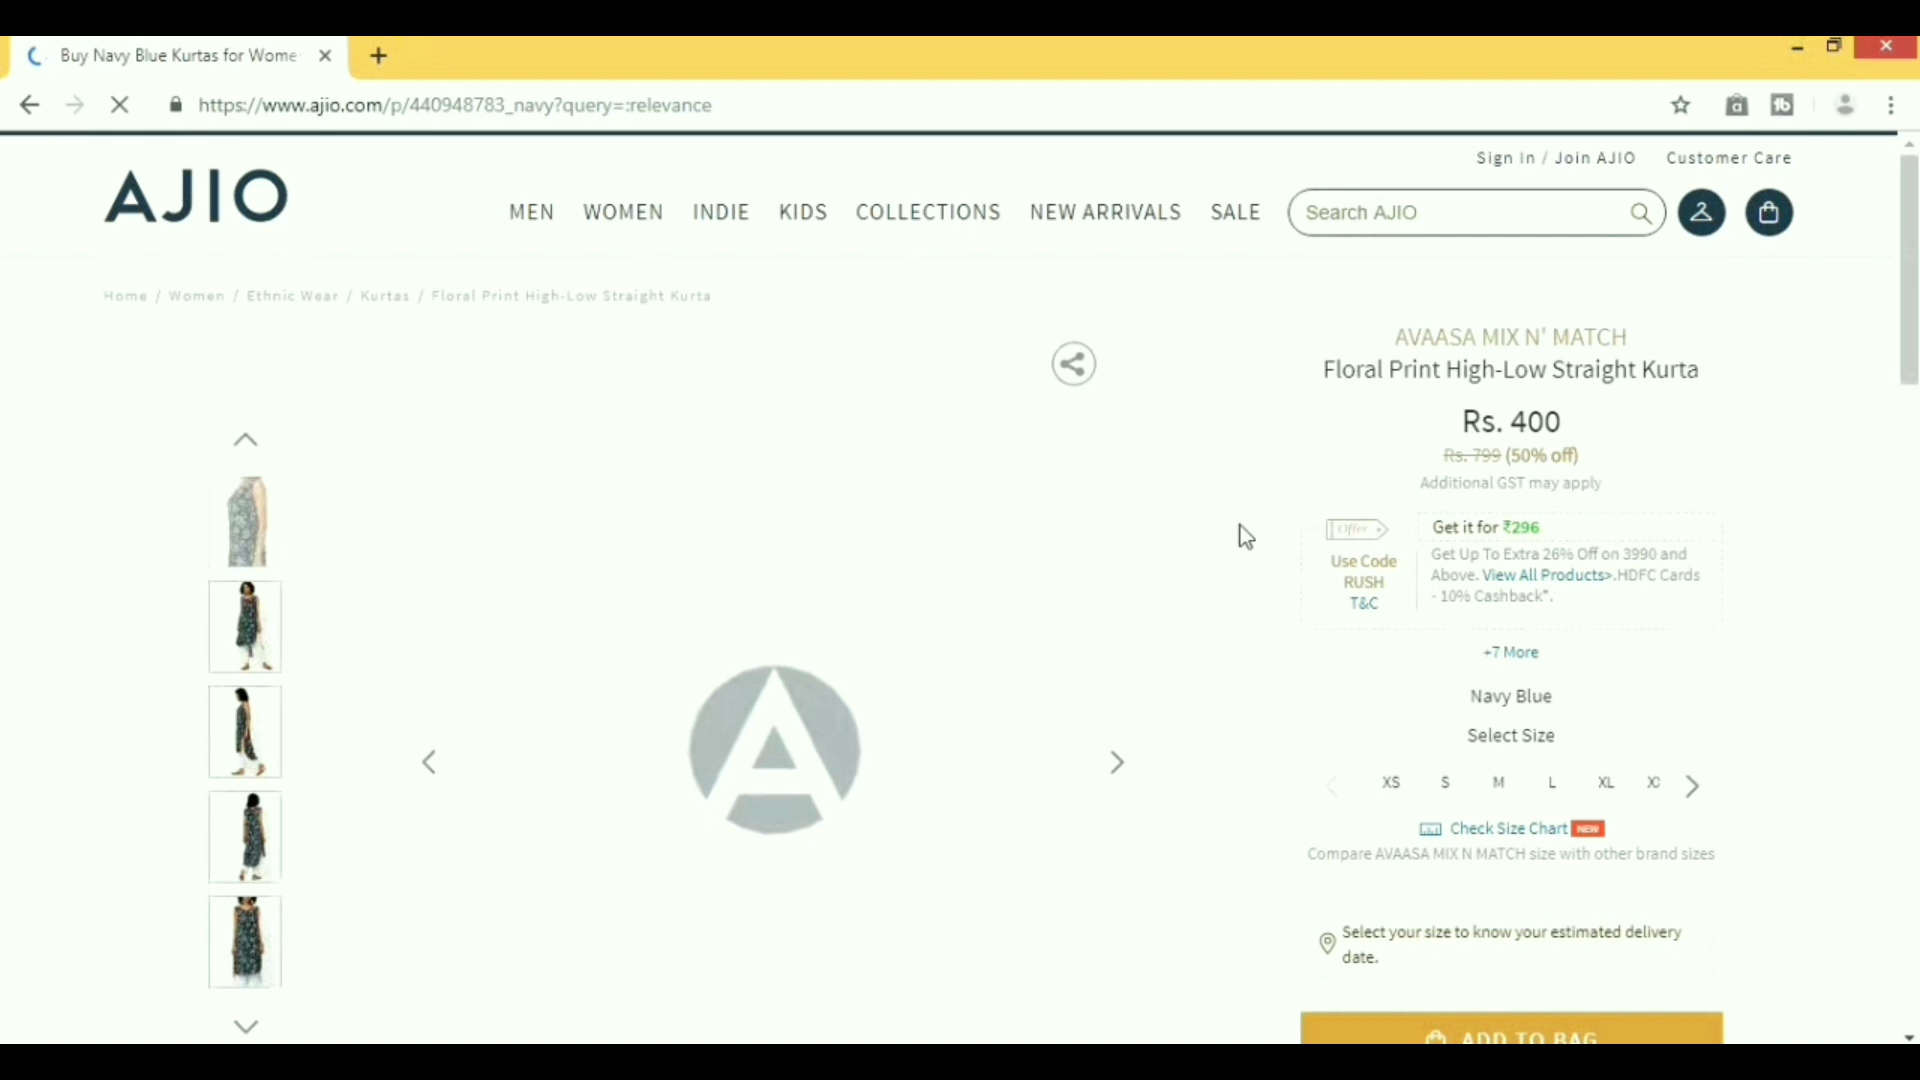 Buy Navy Blue Kurtas for Wome
https://www.ajio.com/p/440948783_navy?query=:relevance
Sign In / Join AJIO
Customer Care
AJIO
MEN
WOMEN
INDIE
KIDS
COLLECTIONS
NEW ARRIVALS
SALE
Search AJIO
Home / Women / Ethnic Wear / Kurtas / Floral Print High-Low Straight Kurta
AVAASA MIX N' MATCH
Floral Print High-Low Straight Kurta
Rs. 400
Rs. 799 (50% off)
Additional GST may apply
Offer
Use Code
RUSH
T&C
Get it for ₹296
Get Up To Extra 26% Off on 3990 and
Above. View All Products>.HDFC Cards
- 10% Cashback*.
+7 More
Navy Blue
Select Size
XS
S
M
L
XL
Check Size Chart NEW
Compare AVAASA MIX N MATCH size with other brand sizes
Select your size to know your estimated delivery
date.
ADD TO BAG